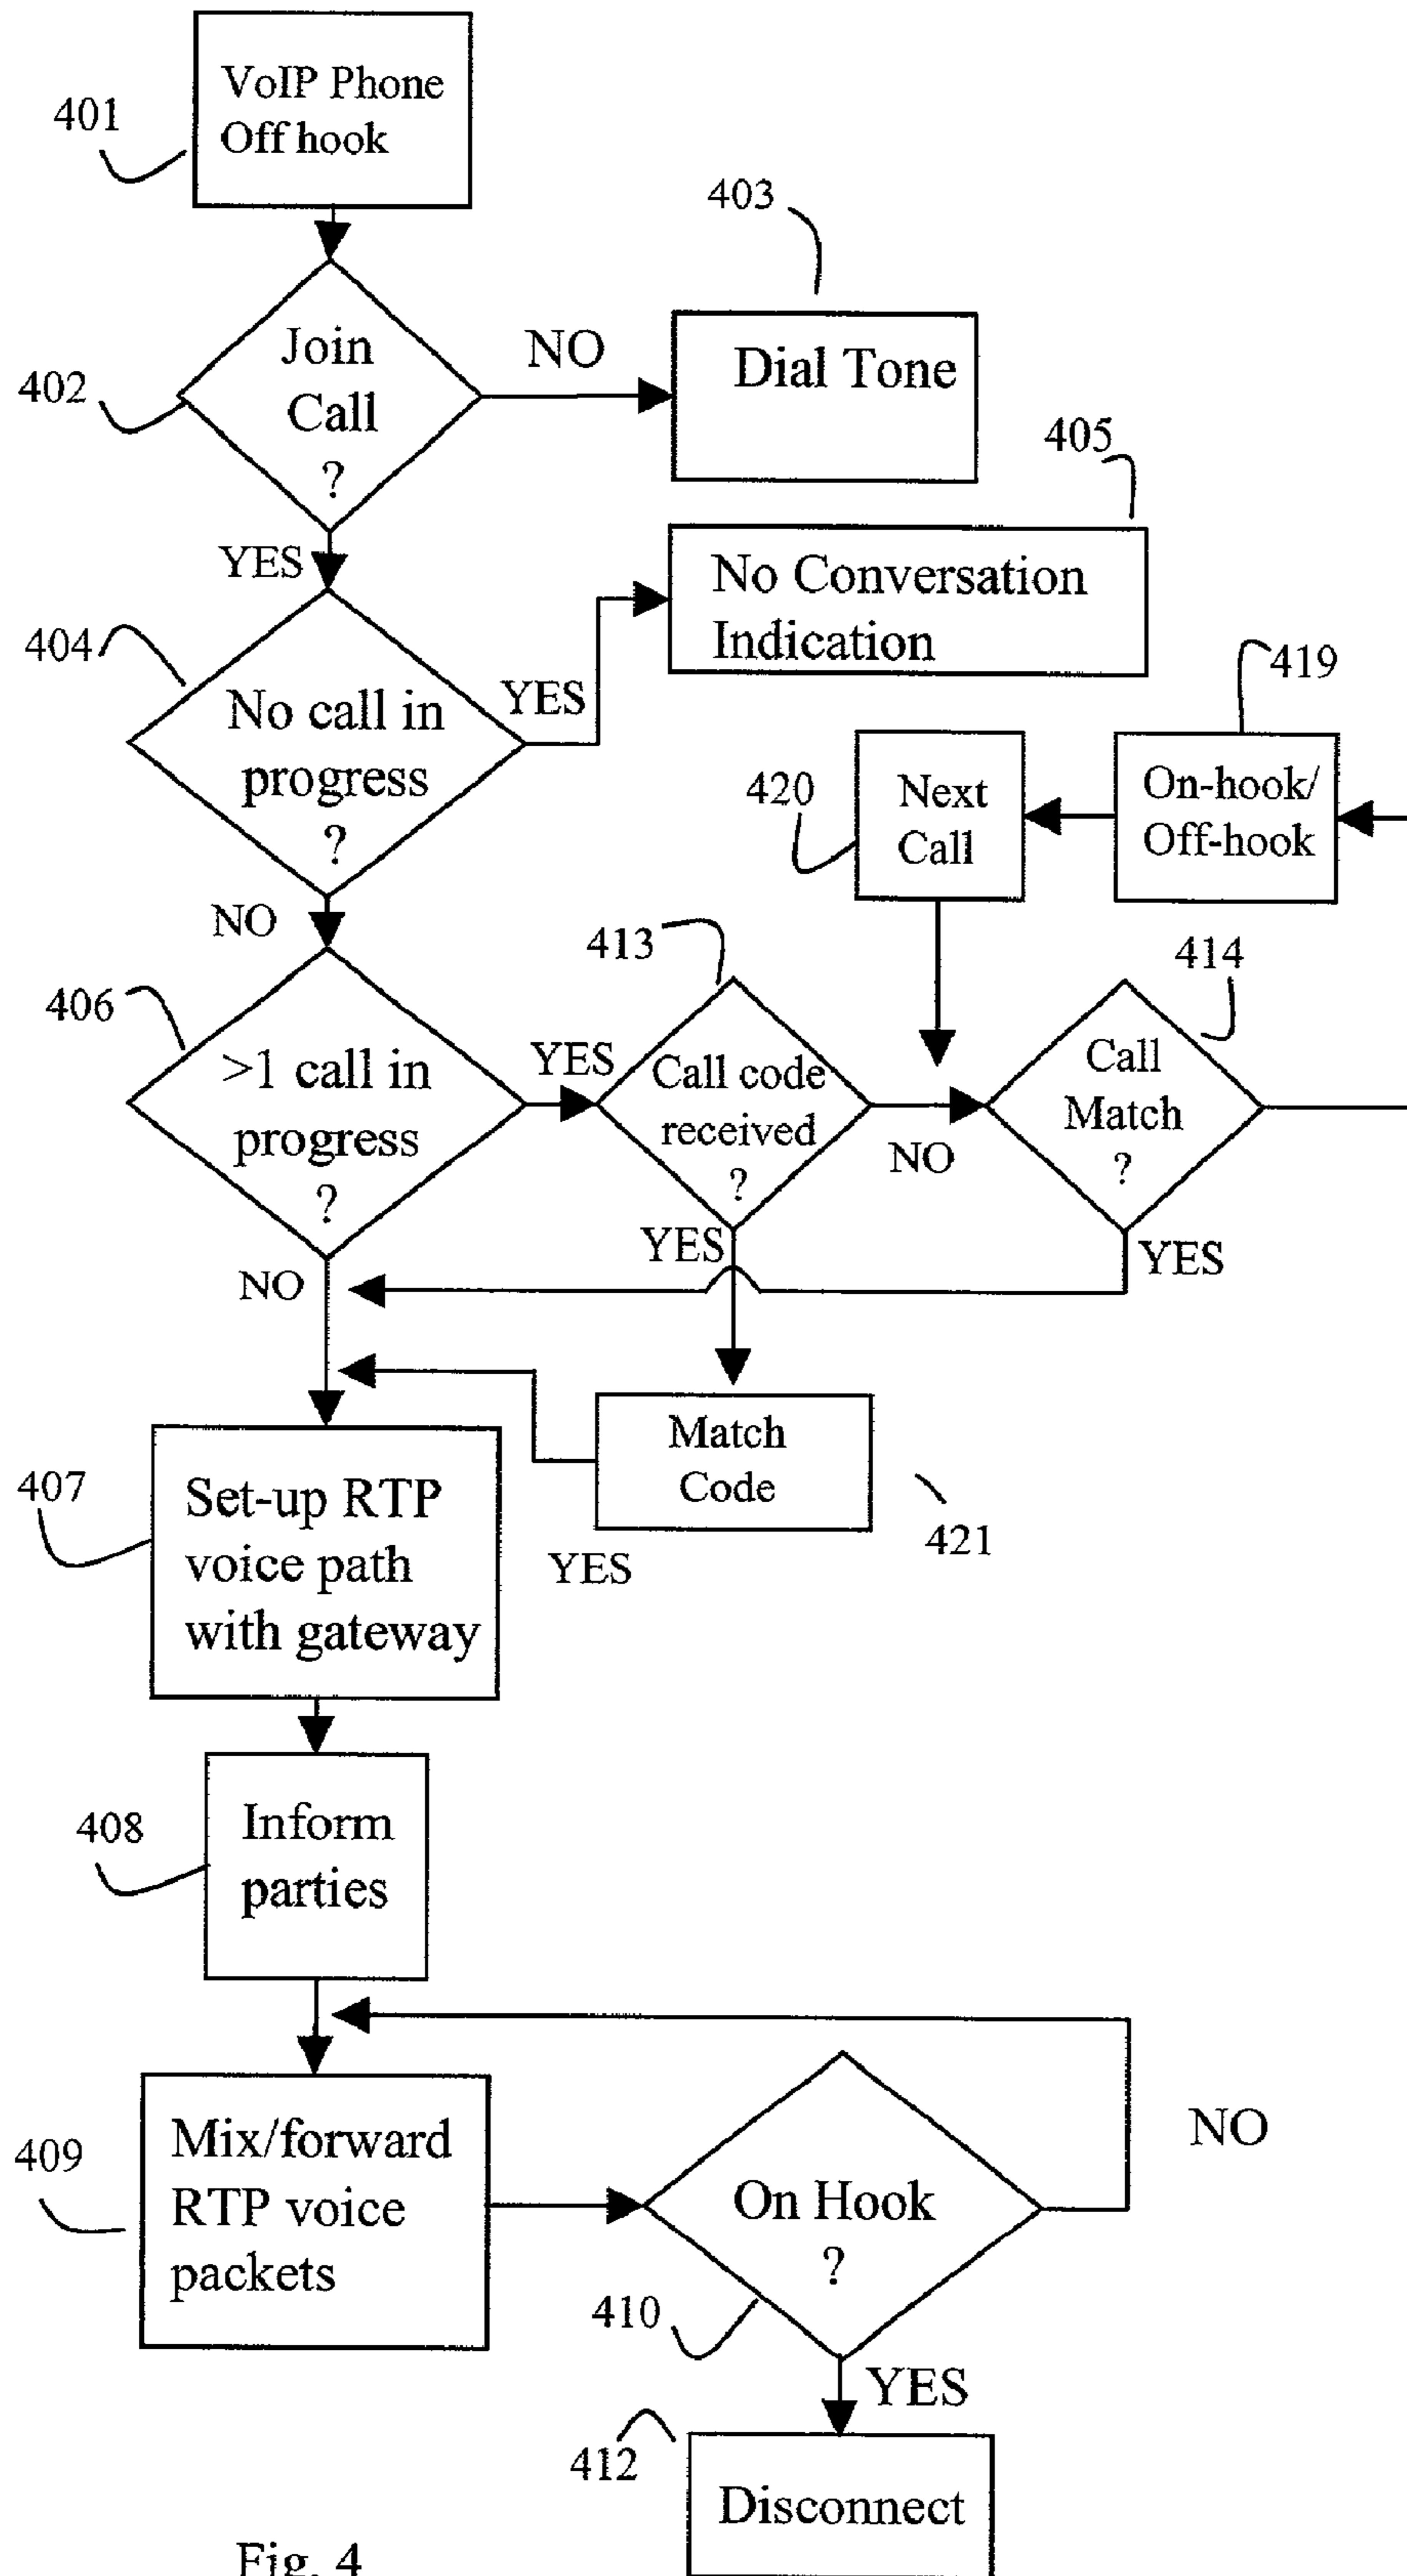 VoIP Phone
Off hook
401
403
Join
Call
?
NO
Dial Tone
402
405
YES
No Conversation
Indication
404
YES
419
No call in
progress
?
420
Next
Call
On-hook/
Off-hook
NO
413
414
406
>1 call in
progress
?
YES
Call code
received
?
NO
Call
Match
?
YES
YES
NO
Match
Code
421
407
Set-up RTP
voice path
with gateway
YES
408
Inform
parties
NO
409
Mix/forward
RTP voice
packets
On Hook
?
410
YES
412
Disconnect
Fig. 4